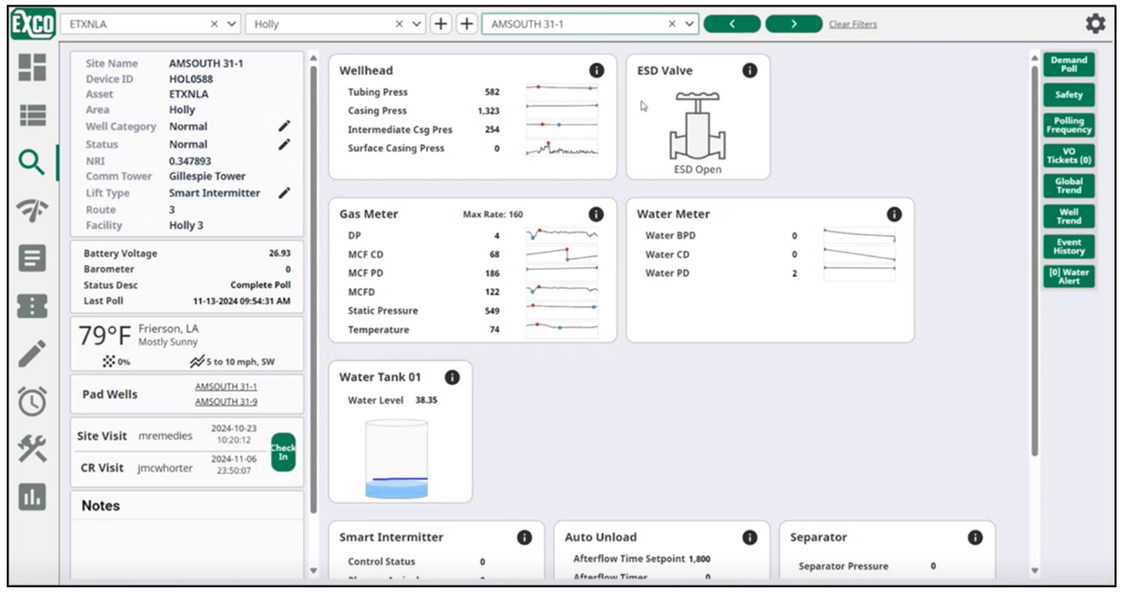 EXCO
ETXNLA
Holly
AMSOUTH 31-1
Clear Filters
Site Name AMSOUTH 31-1
Device ID HOL0588
Asset ETXNLA
Area Holly
Well Category Normal
Status Normal
NRI 0.347893
Comm Tower Gillespie Tower
Lift Type Smart Intermitter
Route 3
Facility Holly 3
Battery Voltage 26.93
Barometer 0
Status Desc Complete Poll
Last Poll 11-13-2024 09:54:31 AM
79°F Frierson, LA
Mostly Sunny
0% 5 to 10 mph, SW
Pad Wells
AMSOUTH 31-1
AMSOUTH 31-9
Site Visit mremedies 2024-10-23
10:20:12
CR Visit jmcwhorter 2024-11-06
23:50:07
Check
In
Notes
Wellhead
Tubing Press 582
Casing Press 1,323
Intermediate Csg Pres 254
Surface Casing Press 0
ESD Valve
ESD Open
Gas Meter Max Rate: 160
DP 4
MCF CD 68
MCF PD 186
MCFD 122
Static Pressure 549
Temperature 74
Water Meter
Water BPD 0
Water CD 0
Water PD 2
Water Tank 01
Water Level 38.35
Smart Intermitter
Control Status 0
Auto Unload
Afterflow Time Setpoint 1,800
Afterflow Timer 0
Separator
Separator Pressure 0
Demand
Poll
Safety
Polling
Frequency
VO
Tickets (0)
Global
Trend
Well
Trend
Event
History
[0] Water
Alert